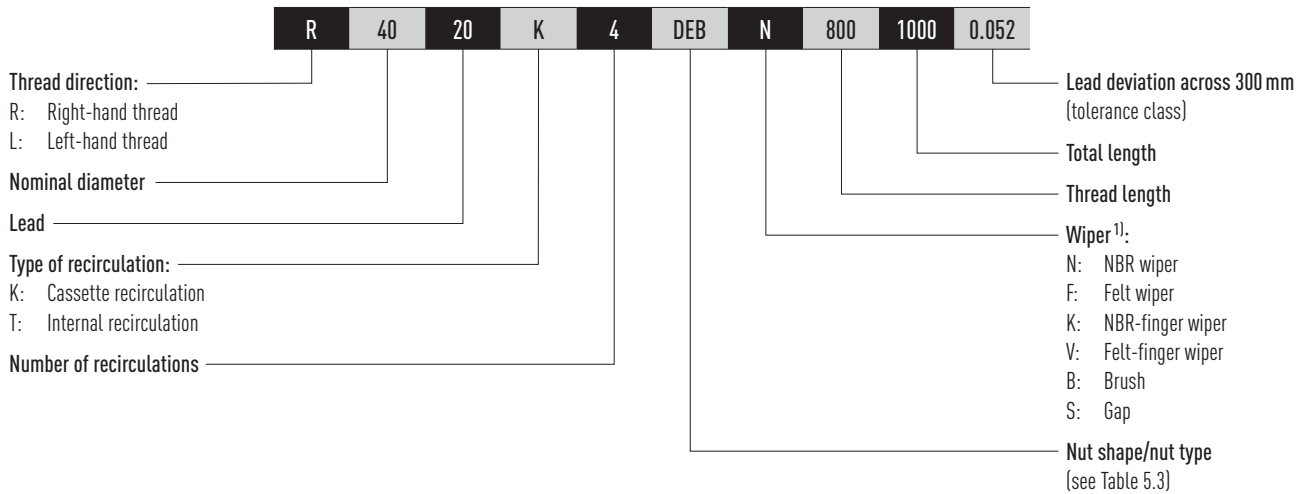 R 40 20 K 4 DEB N 800 1000 0.052
Thread direction:
R: Right-hand thread
L: Left-hand thread
Nominal diameter
Lead
Type of recirculation:
K: Cassette recirculation
T: Internal recirculation
Number of recirculations
Lead deviation across 300 mm
(tolerance class)
Total length
Thread length
Wiper 1):
N: NBR wiper
F: Felt wiper
K: NBR-finger wiper
V: Felt-finger wiper
B: Brush
S: Gap
Nut shape/nut type
(see Table 5.3)